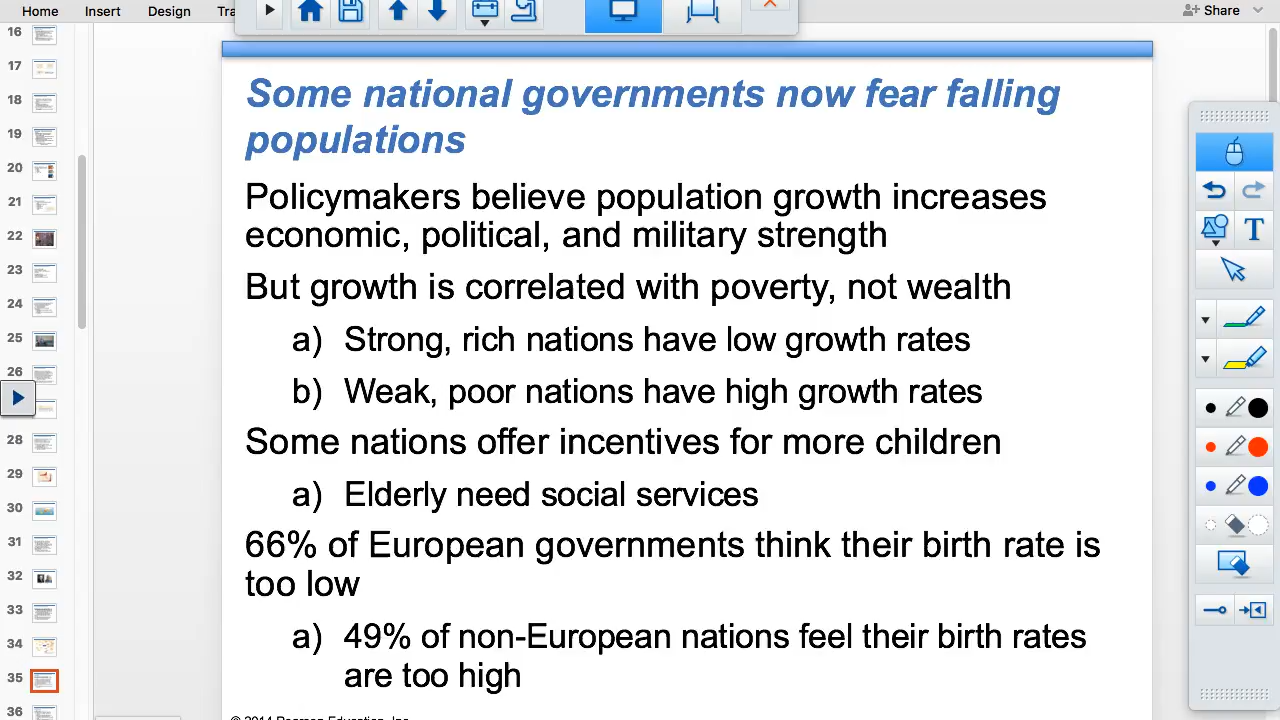 Home Insert Design
Share
16
17
18
19
20
21
22
23
24
25
26
28
29
30
31
32
33
34
35
36
Some national governments now fear falling
populations
Policymakers believe population growth increases
economic, political, and military strength
But growth is correlated with poverty, not wealth
a) Strong, rich nations have low growth rates
b) Weak, poor nations have high growth rates
Some nations offer incentives for more children
a) Elderly need social services
66% of European governments think their birth rate is
too low
a) 49% of non-European nations feel their birth rates
are too high
© 2014 Pearson Education, Inc.
T